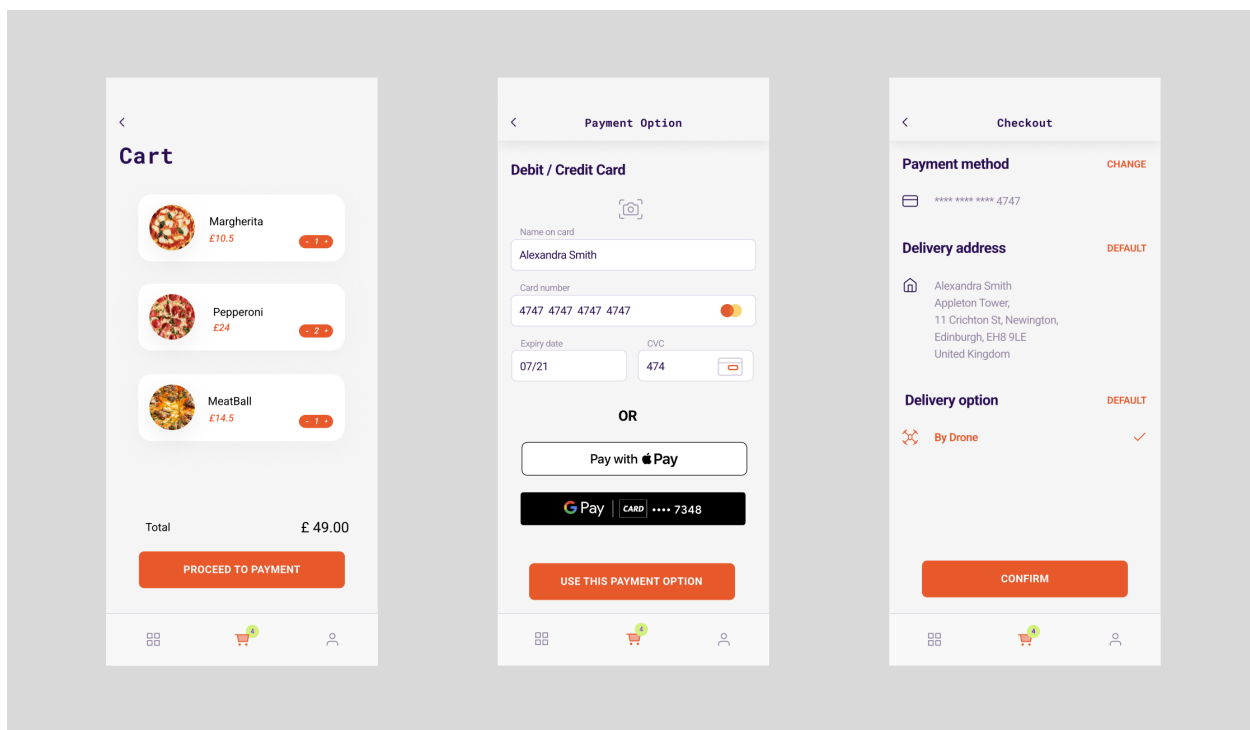 Cart
Margherita
£10.5
- 1 +
Pepperoni
£24
- 2 +
MeatBall
£14.5
- 1 +
Total £ 49.00
PROCEED TO PAYMENT
4
Payment Option
Debit / Credit Card
Name on card
Alexandra Smith
Card number
4747 4747 4747 4747
Expiry date CVC
07/21 474
OR
Pay with Pay
G Pay CARD •••• 7348
USE THIS PAYMENT OPTION
4
Checkout
Payment method CHANGE
**** **** **** 4747
Delivery address DEFAULT
Alexandra Smith
Appleton Tower,
11 Crichton St, Newington,
Edinburgh, EH8 9LE
United Kingdom
Delivery option DEFAULT
By Drone
CONFIRM
4